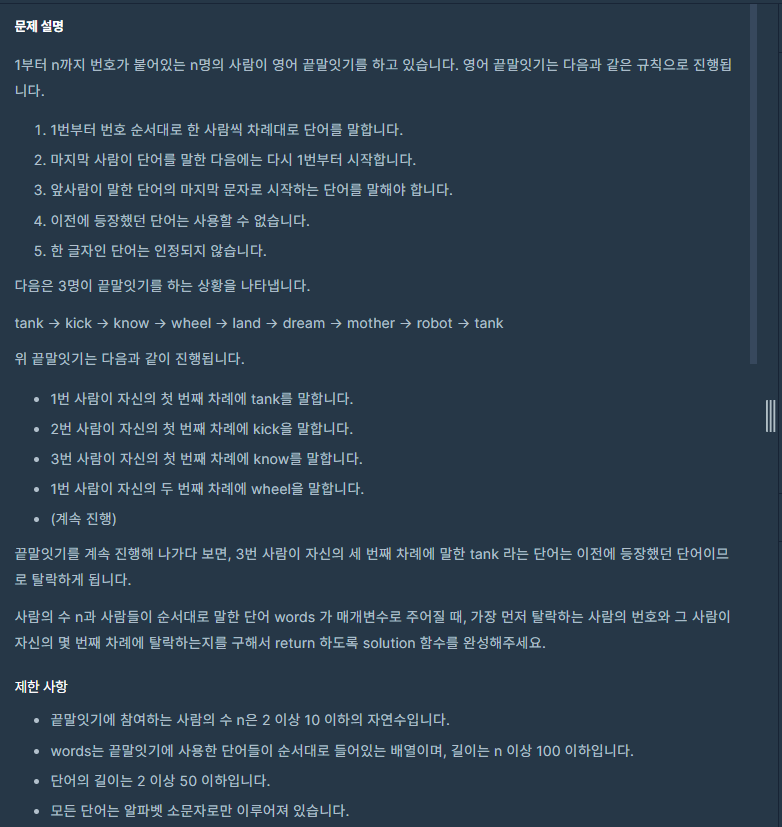 문제 설명
1부터 n까지 번호가 붙어있는 n명의 사람이 영어 끝말잇기를 하고 있습니다. 영어 끝말잇기는 다음과 같은 규칙으로 진행됩
니다.
1. 1번부터 번호 순서대로 한 사람씩 차례대로 단어를 말합니다.
2. 마지막 사람이 단어를 말한 다음에는 다시 1번부터 시작합니다.
3. 앞사람이 말한 단어의 마지막 문자로 시작하는 단어를 말해야 합니다.
4. 이전에 등장했던 단어는 사용할 수 없습니다.
5. 한 글자인 단어는 인정되지 않습니다.
다음은 3명이 끝말잇기를 하는 상황을 나타냅니다.
tank → kick → know → wheel → land → dream → mother → robot → tank
위 끝말잇기는 다음과 같이 진행됩니다.
• 1번 사람이 자신의 첫 번째 차례에 tank를 말합니다.
• 2번 사람이 자신의 첫 번째 차례에 kick을 말합니다.
• 3번 사람이 자신의 첫 번째 차례에 know를 말합니다.
• 1번 사람이 자신의 두 번째 차례에 wheel을 말합니다.
• (계속 진행)
끝말잇기를 계속 진행해 나가다 보면, 3번 사람이 자신의 세 번째 차례에 말한 tank 라는 단어는 이전에 등장했던 단어이므
로 탈락하게 됩니다.
사람의 수 n과 사람들이 순서대로 말한 단어 words 가 매개변수로 주어질 때, 가장 먼저 탈락하는 사람의 번호와 그 사람이
자신의 몇 번째 차례에 탈락하는지를 구해서 return 하도록 solution 함수를 완성해주세요.
제한 사항
• 끝말잇기에 참여하는 사람의 수 n은 2 이상 10 이하의 자연수입니다.
• words는 끝말잇기에 사용한 단어들이 순서대로 들어있는 배열이며, 길이는 n 이상 100 이하입니다.
• 단어의 길이는 2 이상 50 이하입니다.
• 모든 단어는 알파벳 소문자로만 이루어져 있습니다.